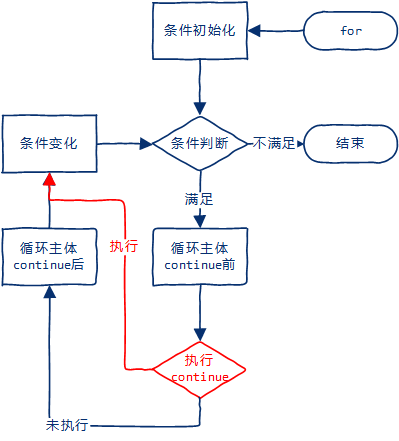 条件初始化
for
条件变化
条件判断
不满足
结束
满足
执行
循环主体
continue后
循环主体
continue前
执行
continue
未执行